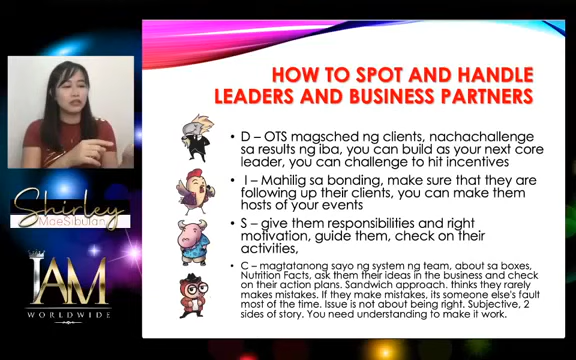 HOW TO SPOT AND HANDLE
LEADERS AND BUSINESS PARTNERS
• D – OTS magsched ng clients, nachachallenge
sa results ng iba, you can build as your next core
leader, you can challenge to hit incentives
• I – Mahilig sa bonding, make sure that they are
following up their clients, you can make them
hosts of your events
• S – give them responsibilities and right
motivation, guide them, check on their
activities,
• C – magtatanong sayo ng system ng team, about sa boxes,
Nutrition Facts, ask them their ideas in the business and check
on their action plans. Sandwich approach. thinks they rarely
makes mistakes. If they make mistakes, its someone else's fault
most of the time. Issue is not about being right. Subjective, 2
sides of story. You need understanding to make it work.
Shirley
MaeSibulan
IAM
WORLDWIDE